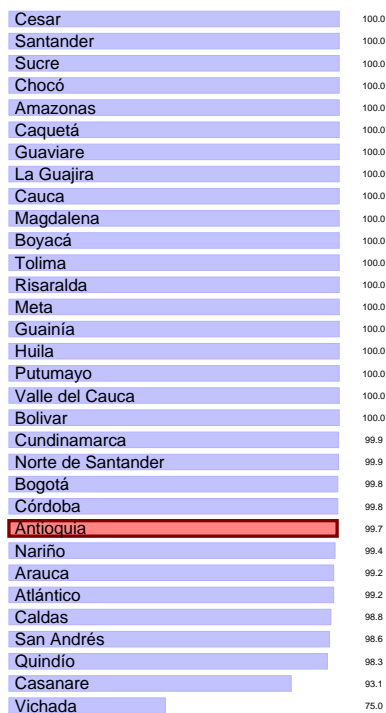 Cesar 100.0
Santander 100.0
Sucre 100.0
Chocó 100.0
Amazonas 100.0
Caquetá 100.0
Guaviare 100.0
La Guajira 100.0
Cauca 100.0
Magdalena 100.0
Boyacá 100.0
Tolima 100.0
Risaralda 100.0
Meta 100.0
Guainía 100.0
Huila 100.0
Putumayo 100.0
Valle del Cauca 100.0
Bolivar 100.0
Cundinamarca 99.9
Norte de Santander 99.9
Bogotá 99.8
Córdoba 99.8
Antioquia 99.7
Nariño 99.4
Arauca 99.2
Atlántico 99.2
Caldas 98.8
San Andrés 98.6
Quindío 98.3
Casanare 93.1
Vichada 75.0